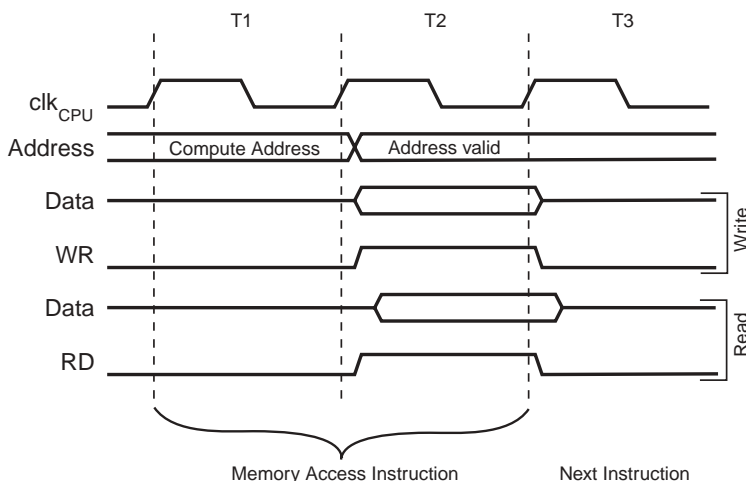 T1 T2 T3
clkCPU
Address Compute Address Address valid
Data
WR
Write
Data
RD
Read
Memory Access Instruction Next Instruction